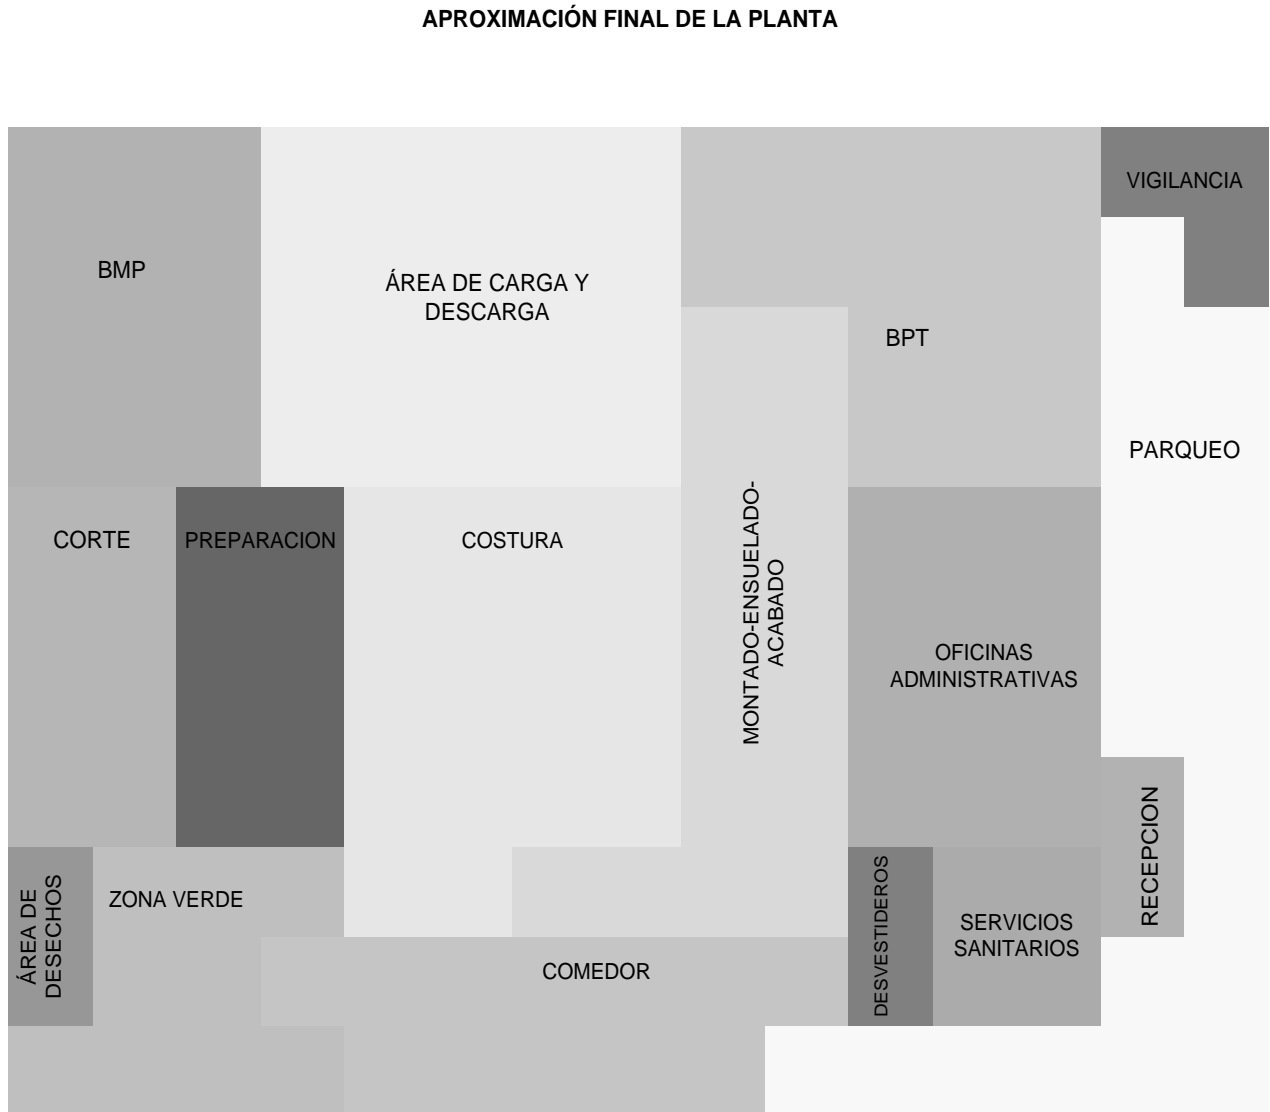 APROXIMACIÓN FINAL DE LA PLANTA
VIGILANCIA
BMP
ÁREA DE CARGA Y
DESCARGA
BPT
PARQUEO
CORTE
PREPARACION
COSTURA
MONTADO-ENSUELADO-
ACABADO
OFICINAS
ADMINISTRATIVAS
RECEPCION
ÁREA DE
DESECHOS
ZONA VERDE
COMEDOR
DESVESTIDEROS
SERVICIOS
SANITARIOS